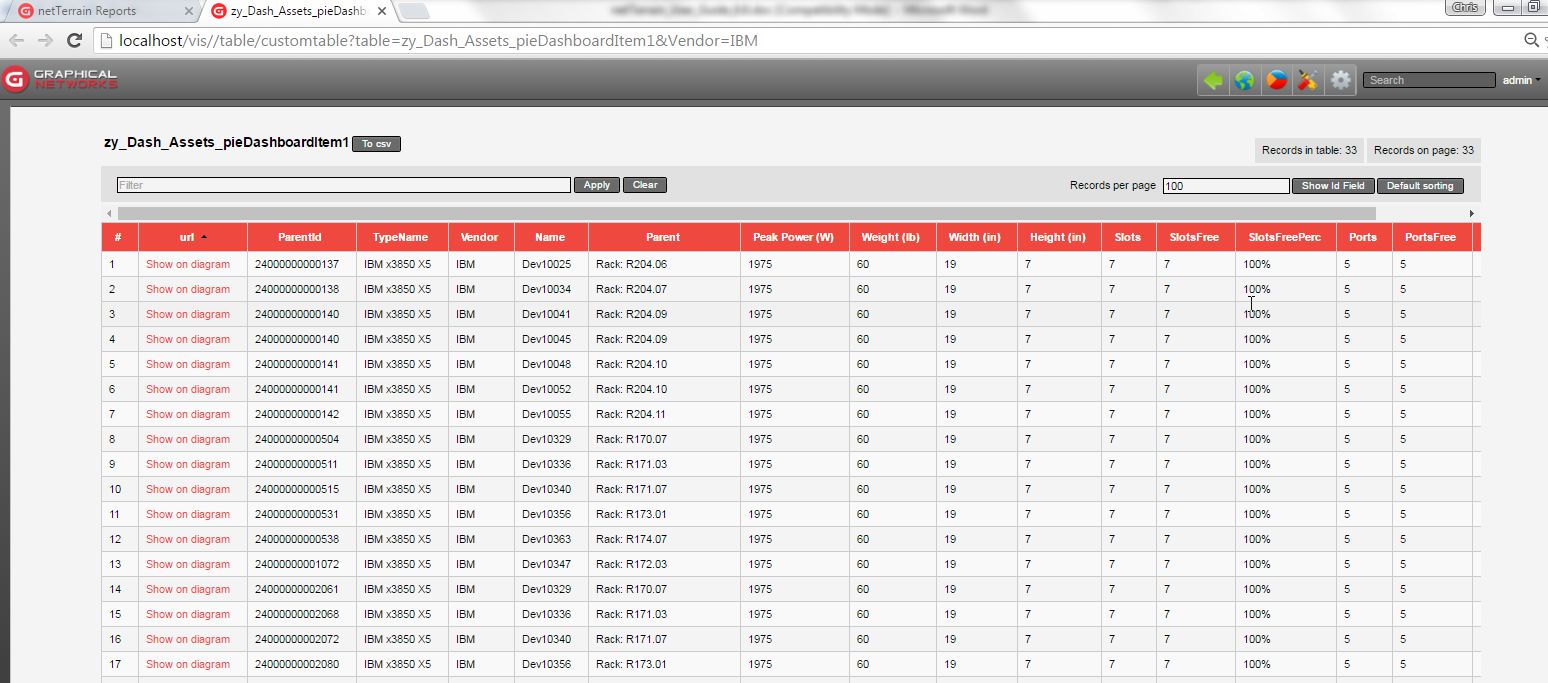 netTerrain Reports
zy_Dash_Assets_pieDashb
netTerrain_User_Guide_6.6.doc [Compatibility Mode] - Microsoft Word
Chris
localhost/vis//table/customtable?table=zy_Dash_Assets_pieDashboardItem1&Vendor=IBM
G GRAPHICAL NETWORKS Search admin
zy_Dash_Assets_pieDashboardItem1 To csv
Records in table: 33 Records on page: 33
Filter Apply Clear Records per page 100 Show Id Field Default sorting
# url ParentId TypeName Vendor Name Parent Peak Power (W) Weight (lb) Width (in) Height (in) Slots SlotsFree SlotsFreePerc Ports PortsFree
1 Show on diagram 24000000000137 IBM x3850 X5 IBM Dev10025 Rack: R204.06 1975 60 19 7 7 7 100% 5 5
2 Show on diagram 24000000000138 IBM x3850 X5 IBM Dev10034 Rack: R204.07 1975 60 19 7 7 7 100% 5 5
3 Show on diagram 24000000000140 IBM x3850 X5 IBM Dev10041 Rack: R204.09 1975 60 19 7 7 7 100% 5 5
4 Show on diagram 24000000000140 IBM x3850 X5 IBM Dev10045 Rack: R204.09 1975 60 19 7 7 7 100% 5 5
5 Show on diagram 24000000000141 IBM x3850 X5 IBM Dev10048 Rack: R204.10 1975 60 19 7 7 7 100% 5 5
6 Show on diagram 24000000000141 IBM x3850 X5 IBM Dev10052 Rack: R204.10 1975 60 19 7 7 7 100% 5 5
7 Show on diagram 24000000000142 IBM x3850 X5 IBM Dev10055 Rack: R204.11 1975 60 19 7 7 7 100% 5 5
8 Show on diagram 24000000000504 IBM x3850 X5 IBM Dev10329 Rack: R170.07 1975 60 19 7 7 7 100% 5 5
9 Show on diagram 24000000000511 IBM x3850 X5 IBM Dev10336 Rack: R171.03 1975 60 19 7 7 7 100% 5 5
10 Show on diagram 24000000000515 IBM x3850 X5 IBM Dev10340 Rack: R171.07 1975 60 19 7 7 7 100% 5 5
11 Show on diagram 24000000000531 IBM x3850 X5 IBM Dev10356 Rack: R173.01 1975 60 19 7 7 7 100% 5 5
12 Show on diagram 24000000000538 IBM x3850 X5 IBM Dev10363 Rack: R174.07 1975 60 19 7 7 7 100% 5 5
13 Show on diagram 24000000001072 IBM x3850 X5 IBM Dev10347 Rack: R172.03 1975 60 19 7 7 7 100% 5 5
14 Show on diagram 24000000002061 IBM x3850 X5 IBM Dev10329 Rack: R170.07 1975 60 19 7 7 7 100% 5 5
15 Show on diagram 24000000002068 IBM x3850 X5 IBM Dev10336 Rack: R171.03 1975 60 19 7 7 7 100% 5 5
16 Show on diagram 24000000002072 IBM x3850 X5 IBM Dev10340 Rack: R171.07 1975 60 19 7 7 7 100% 5 5
17 Show on diagram 24000000002080 IBM x3850 X5 IBM Dev10356 Rack: R173.01 1975 60 19 7 7 7 100% 5 5